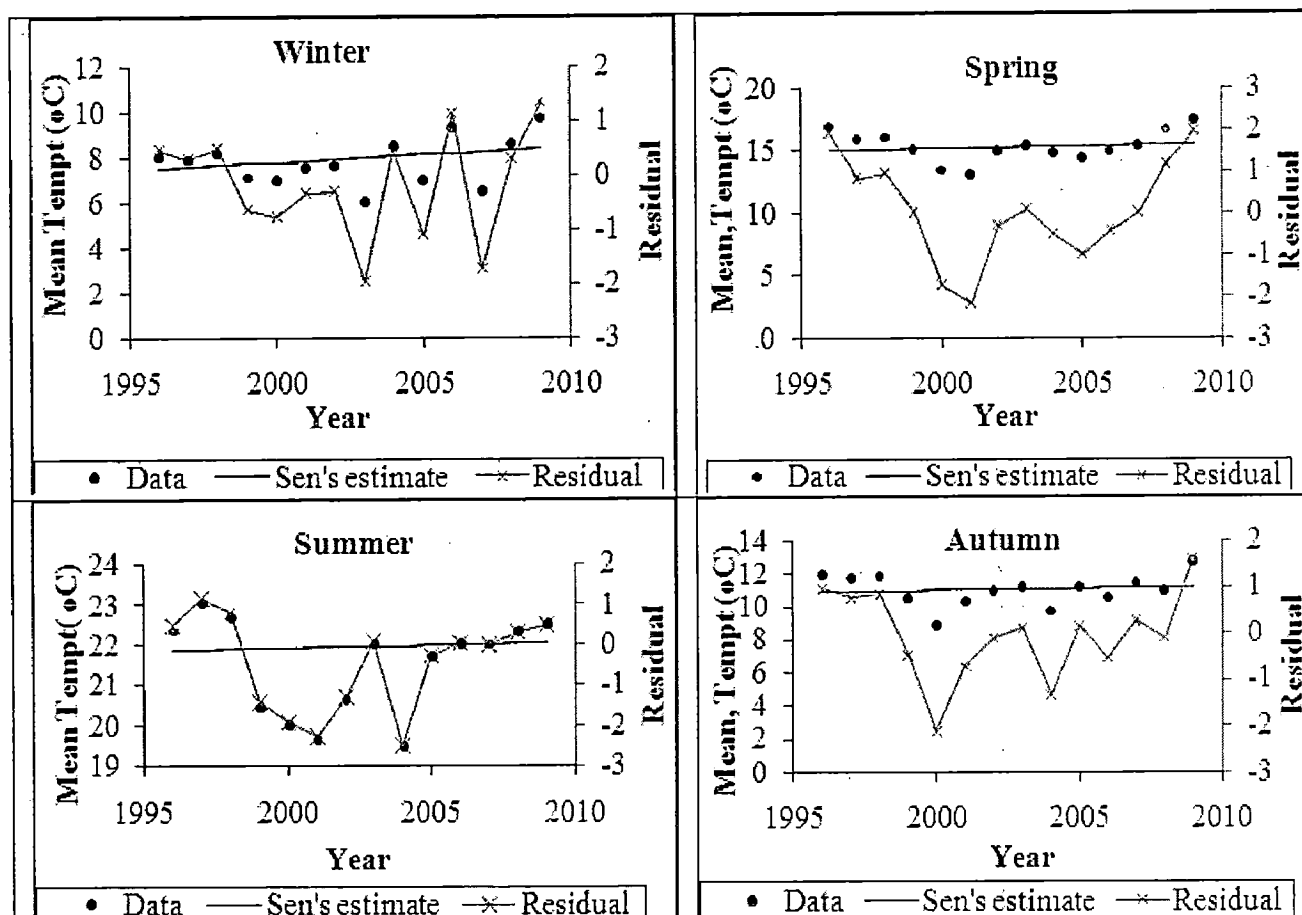 Winter
Mean Tempt (oC)
12
10
8
6
4
2
0
2
1
0
-1
-2
-3
Residual
1995 2000 2005 2010
Year
Data Sen's estimate Residual
Spring
Mean,Tempt (oC)
20
15
10
5
0
3
2
1
0
-1
-2
-3
Residual
1995 2000 2005 2010
Year
Data Sen's estimate Residual
Summer
Mean Tempt( oC)
24
23
22
21
20
19
2
1
0
-1
-2
-3
Residual
1995 2000 2005 2010
Year
Data Sen's estimate Residual
Autumn
Mean, Tempt (oC)
14
12
10
8
6
4
2
0
2
1
0
-1
-2
-3
Residual
1995 2000 2005 2010
Year
Data Sen's estimate Residual